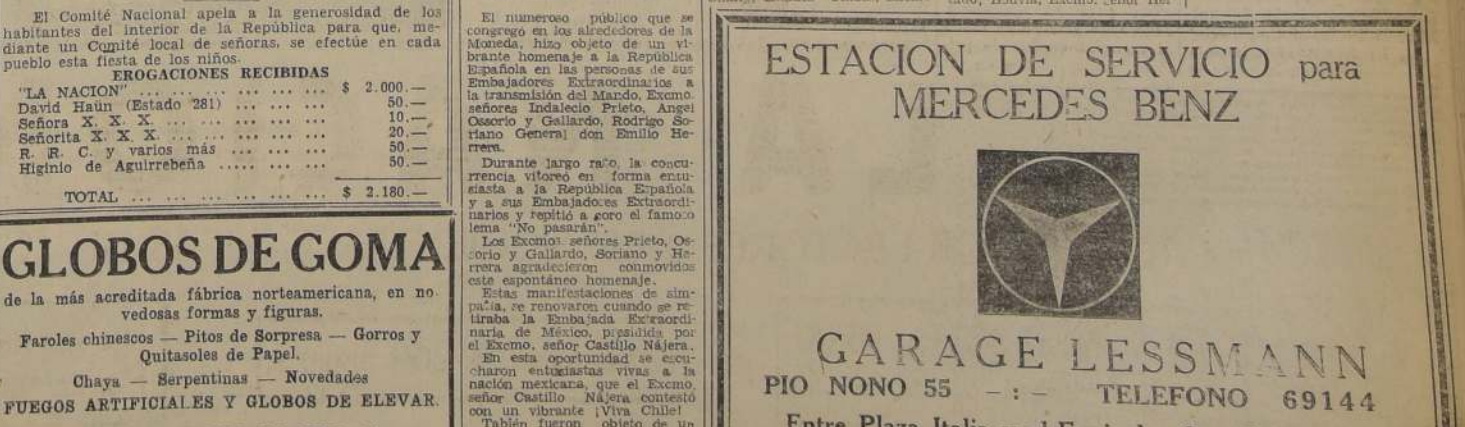 El Comité Nacional apela a la generosidad de los
habitantes del interior de la República para que, me-
diante un Comité local de señoras, se efectúe en cada
pueblo esta fiesta de los niños.
EROGACIONES RECIBIDAS
"LA NACION" ... ... ... ... ... ... $ 2.000.—
David Haün (Estado 281) ... ... ... 50.—
Señora X. X. X. ... ... ... ... ... 10.—
Señorita X. X. X. ... ... ... ... ... 20.—
R. R. C. y varios más ... ... ... 50.—
Higinio de Aguirrebeña ..... ... ... 50.—
TOTAL ... ... ... ... ... ... ... $ 2.180.—
GLOBOS DE GOMA
de la más acreditada fábrica norteamericana, en no-
vedosas formas y figuras.
Faroles chinescos — Pitos de Sorpresa — Gorros y
Quitasoles de Papel.
Chaya — Serpentinas — Novedades
FUEGOS ARTIFICIALES Y GLOBOS DE ELEVAR.
El numeroso público que se
congregó en los alrededores de la
Moneda, hizo objeto de un vi-
brante homenaje a la República
Española en las personas de sus
Embajadores Extraordinarios a
la transmisión del Mando, Excmo.
señores Indalecio Prieto, Angel
Ossorio y Gallardo, Rodrigo So-
riano General don Emilio He-
rrera.
Durante largo rato, la concu-
rrencia vitoreó en forma entu-
siasta a la República Española
y a sus Embajadores Extraordi-
narios y repitió a coro el famoso
lema "No pasarán".
Los Excmos. señores Prieto, Os-
sorio y Gallardo, Soriano y He-
rrera agradecieron conmovidos
este espontáneo homenaje.
Estas manifestaciones de sim-
patía, se renovaron cuando se re-
tiraba la Embajada Extraordi-
naria de México, presidida por
el Excmo, señor Castillo Nájera.
En esta oportunidad se escu-
charon entusiastas vivas a la
nación mexicana, que el Excmo.
señor Castillo Nájera contestó
con un vibrante ¡Viva Chile!
Tablén fueron objeto de un
ESTACION DE SERVICIO para
MERCEDES BENZ
GARAGE LESSMANN
PIO NONO 55 -:- TELEFONO 69144
Entre Plaza Italia